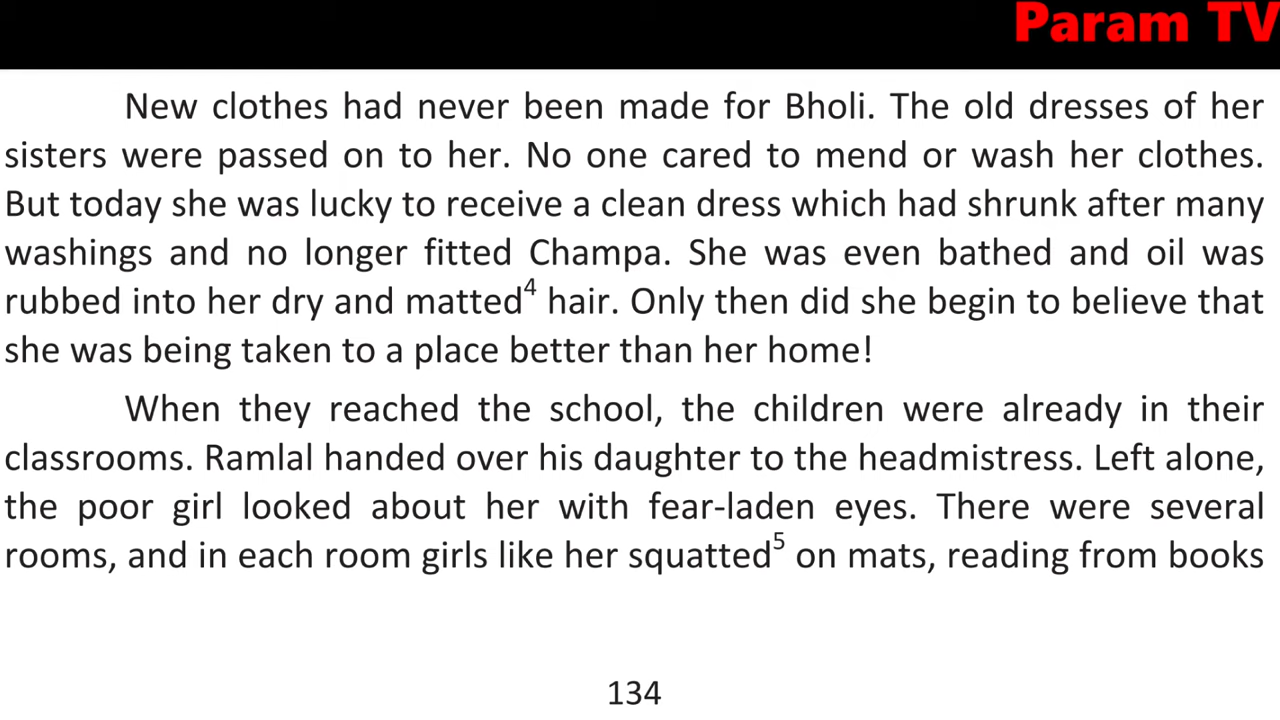 Param TV
New clothes had never been made for Bholi. The old dresses of her
sisters were passed on to her. No one cared to mend or wash her clothes.
But today she was lucky to receive a clean dress which had shrunk after many
washings and no longer fitted Champa. She was even bathed and oil was
rubbed into her dry and matted⁴ hair. Only then did she begin to believe that
she was being taken to a place better than her home!
When they reached the school, the children were already in their
classrooms. Ramlal handed over his daughter to the headmistress. Left alone,
the poor girl looked about her with fear-laden eyes. There were several
rooms, and in each room girls like her squatted⁵ on mats, reading from books
134